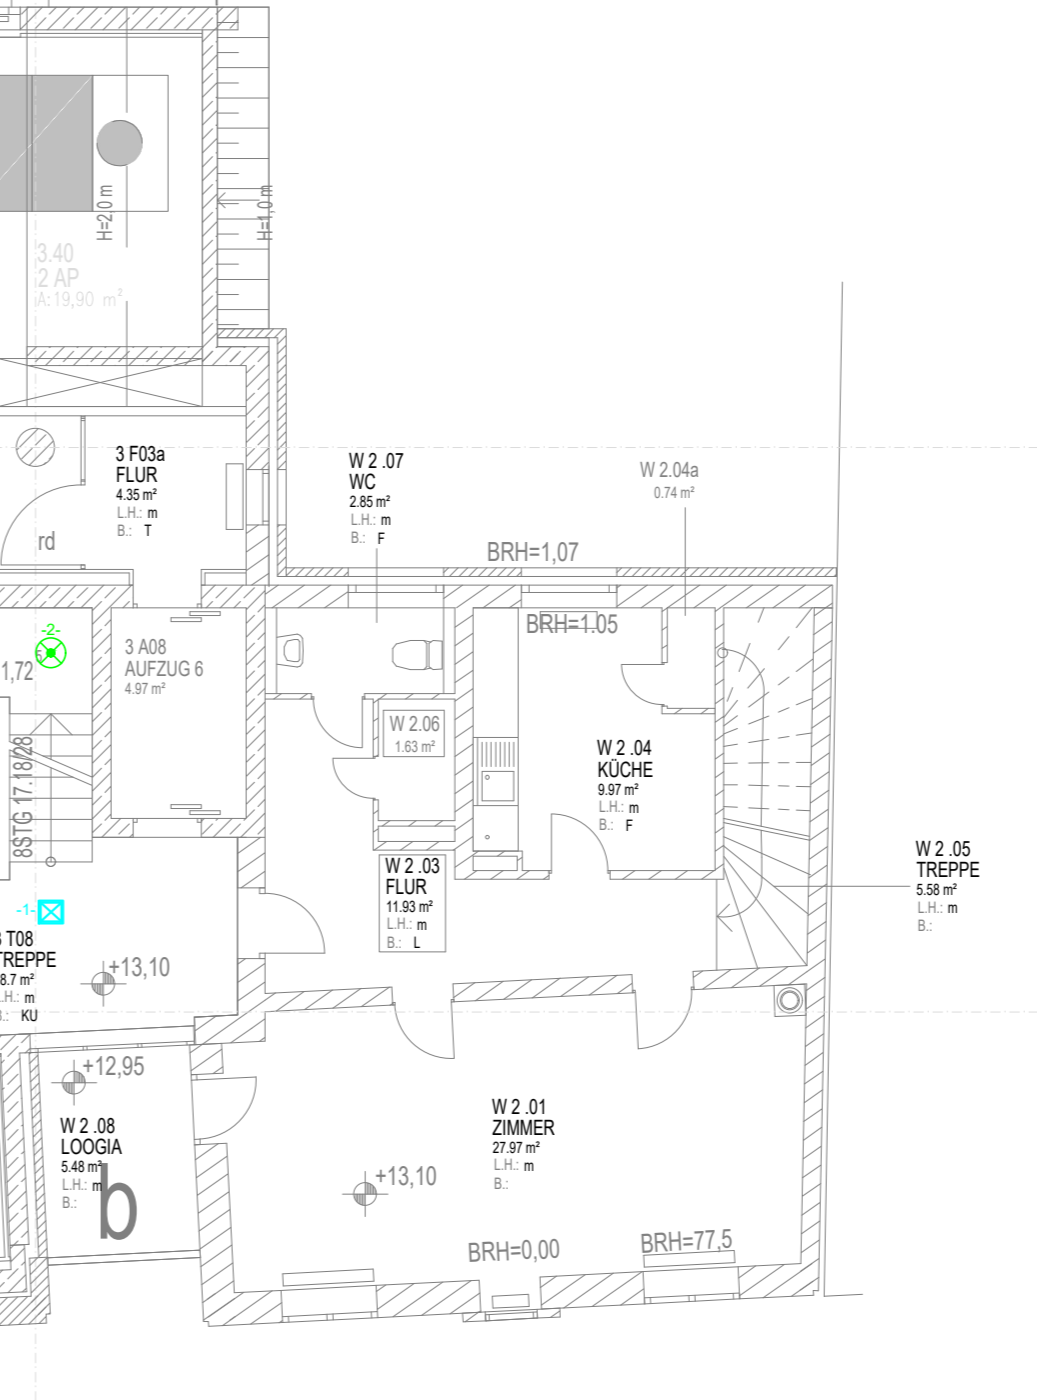 H=2,0 m
H=1,0 m
3.40
2 AP
A: 19,90 m²
3 F03a
FLUR
4.35 m²
L.H.: m
B.: T
rd
W 2 .07
WC
2.85 m²
L.H.: m
B.: F
W 2.04a
0.74 m²
BRH=1,07
BRH=1.05
-2-
1,72
3 A08
AUFZUG 6
4.97 m²
8STG 17.18/28
W 2.06
1.63 m²
W 2 .04
KÜCHE
9.97 m²
L.H.: m
B.: F
W 2 .03
FLUR
11.93 m²
L.H.: m
B.: L
W 2 .05
TREPPE
5.58 m²
L.H.: m
B.:
-1-
T08
TREPPE
8.7 m²
L.H.: m
B.: KU
+13,10
+12,95
W 2 .08
LOOGIA
5.48 m²
L.H.: m
B.:
b
W 2 .01
ZIMMER
27.97 m²
L.H.: m
B.:
+13,10
BRH=0,00
BRH=77,5